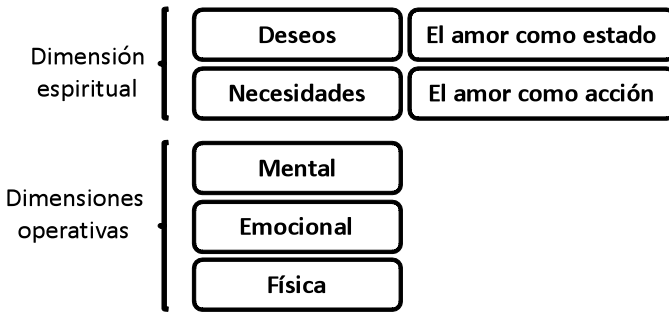 Dimensión
espiritual
Deseos
El amor como estado
Necesidades
El amor como acción
Dimensiones
operativas
Mental
Emocional
Física